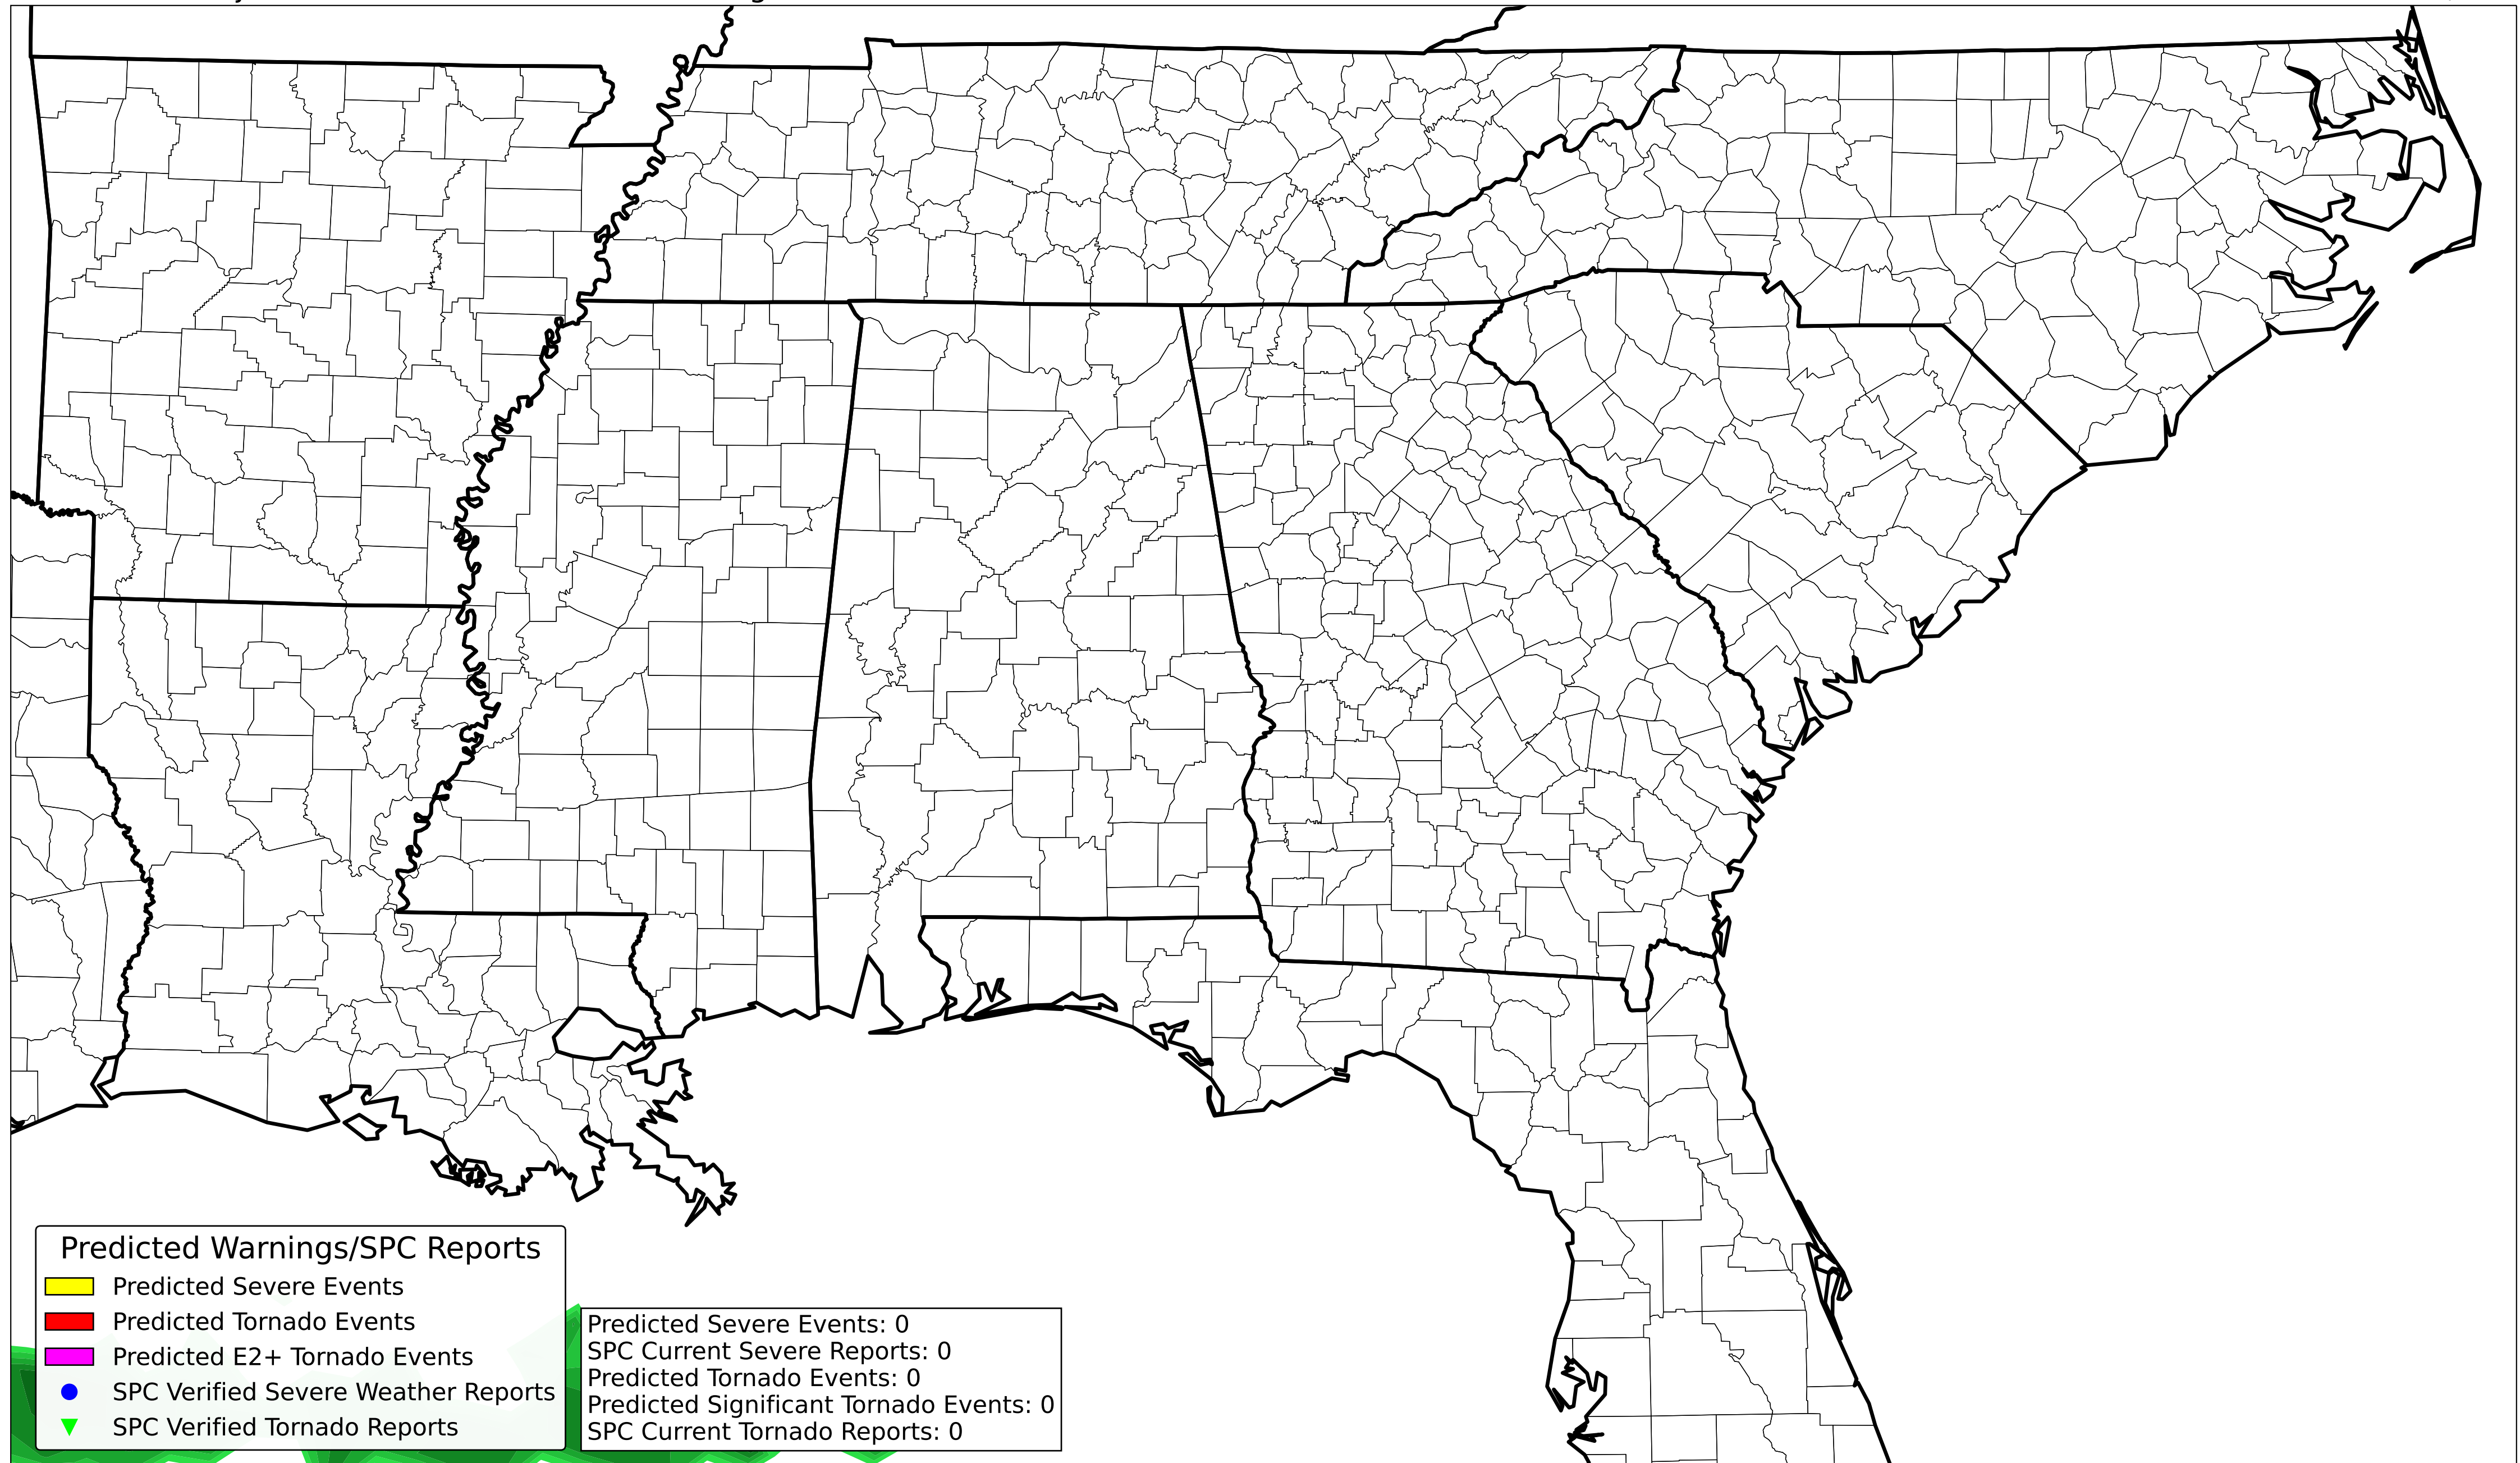 Predicted Warnings/SPC Reports
Predicted Severe Events
Predicted Tornado Events
Predicted E2+ Tornado Events
SPC Verified Severe Weather Reports
SPC Verified Tornado Reports
Predicted Severe Events: 0
SPC Current Severe Reports: 0
Predicted Tornado Events: 0
Predicted Significant Tornado Events: 0
SPC Current Tornado Reports: 0